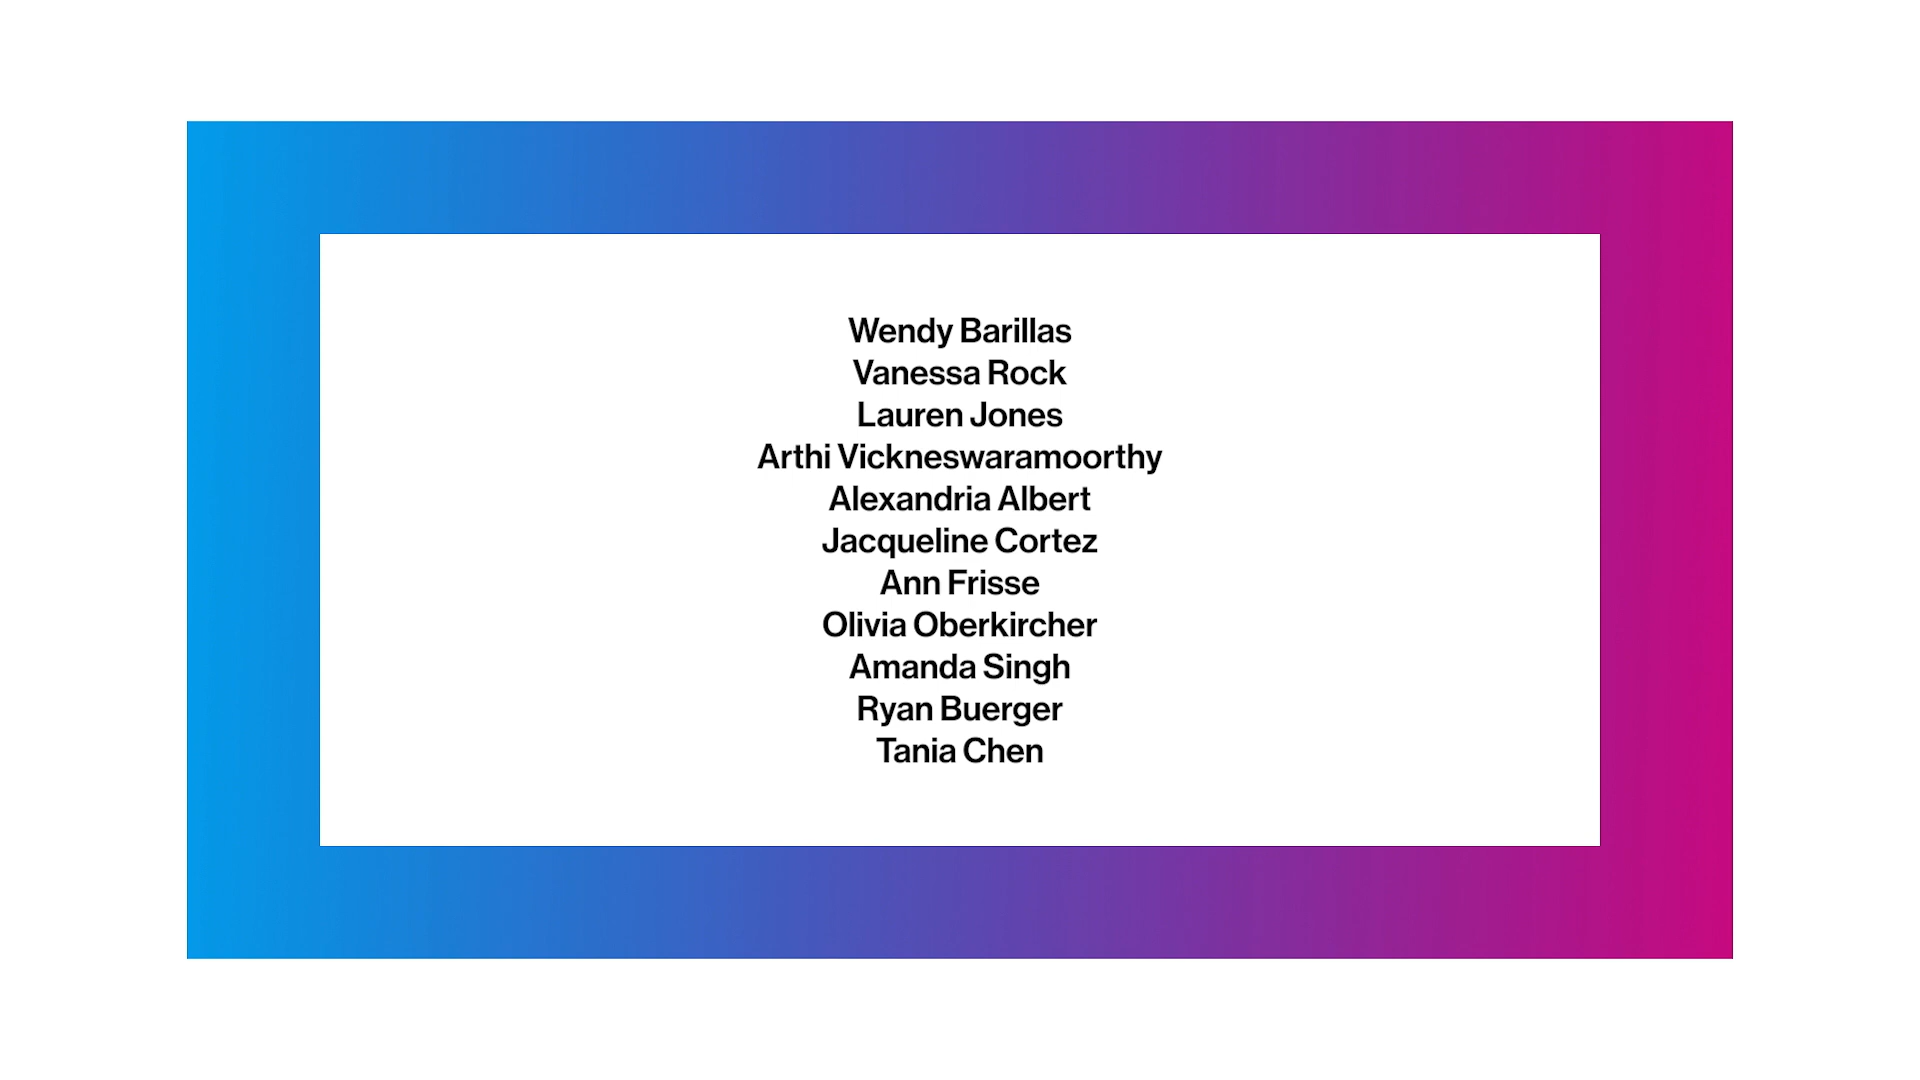 Wendy Barillas
Vanessa Rock
Lauren Jones
Arthi Vickneswaramoorthy
Alexandria Albert
Jacqueline Cortez
Ann Frisse
Olivia Oberkircher
Amanda Singh
Ryan Buerger
Tania Chen